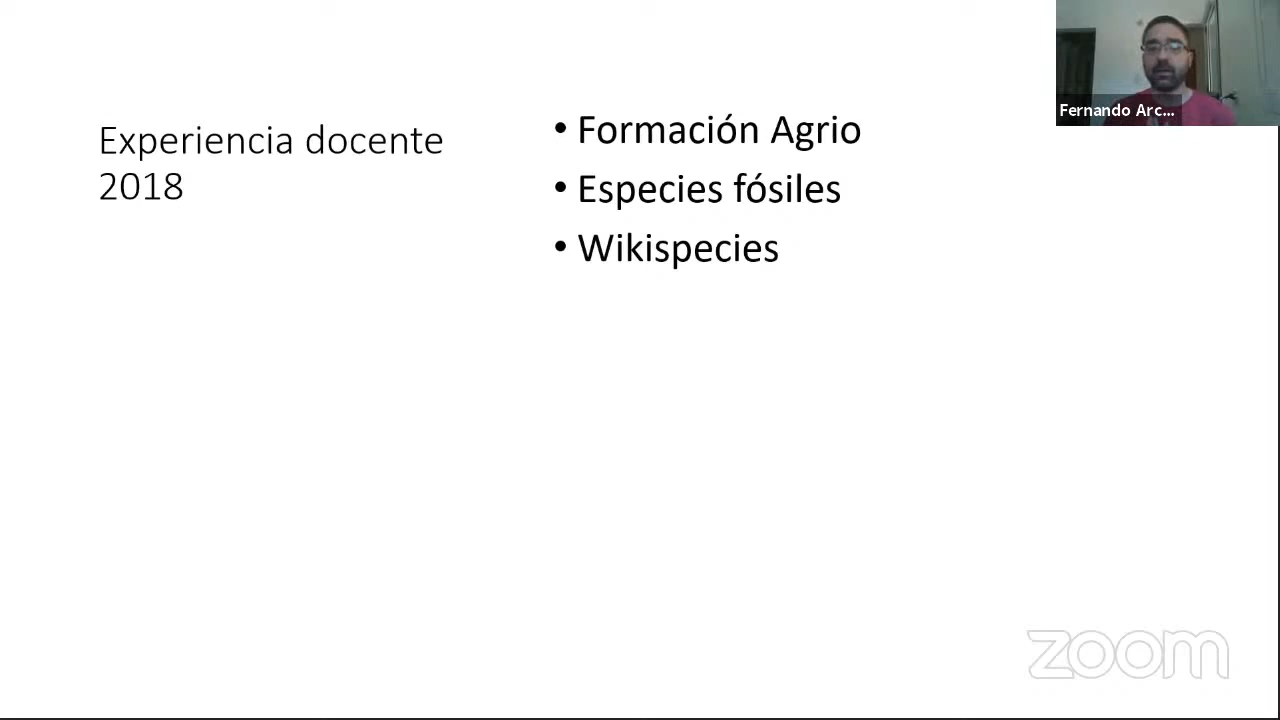 Experiencia docente
2018
• Formación Agrio
• Especies fósiles
• Wikispecies
Fernando Arc...
zoom